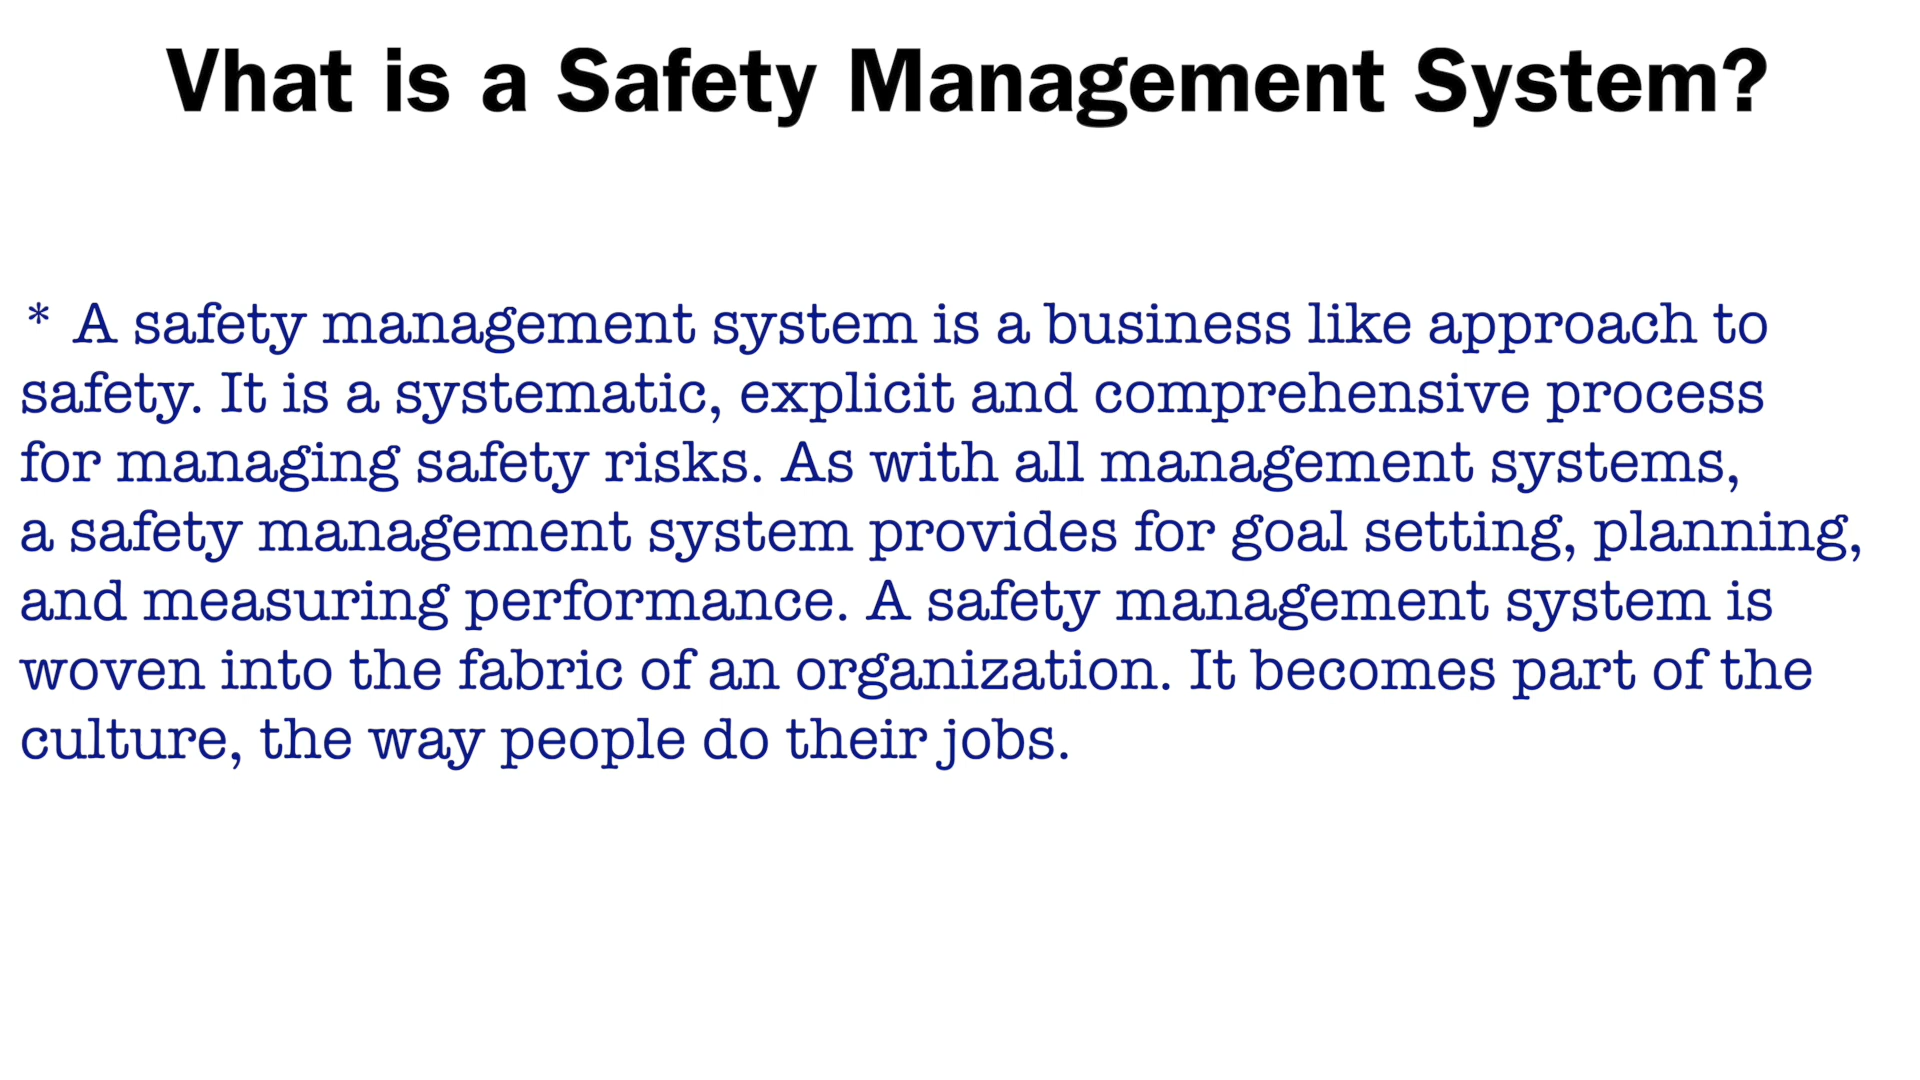 Vhat is a Safety Management System?
* A safety management system is a business like approach to
safety. It is a systematic, explicit and comprehensive process
for managing safety risks. As with all management systems,
a safety management system provides for goal setting, planning,
and measuring performance. A safety management system is
woven into the fabric of an organization. It becomes part of the
culture, the way people do their jobs.